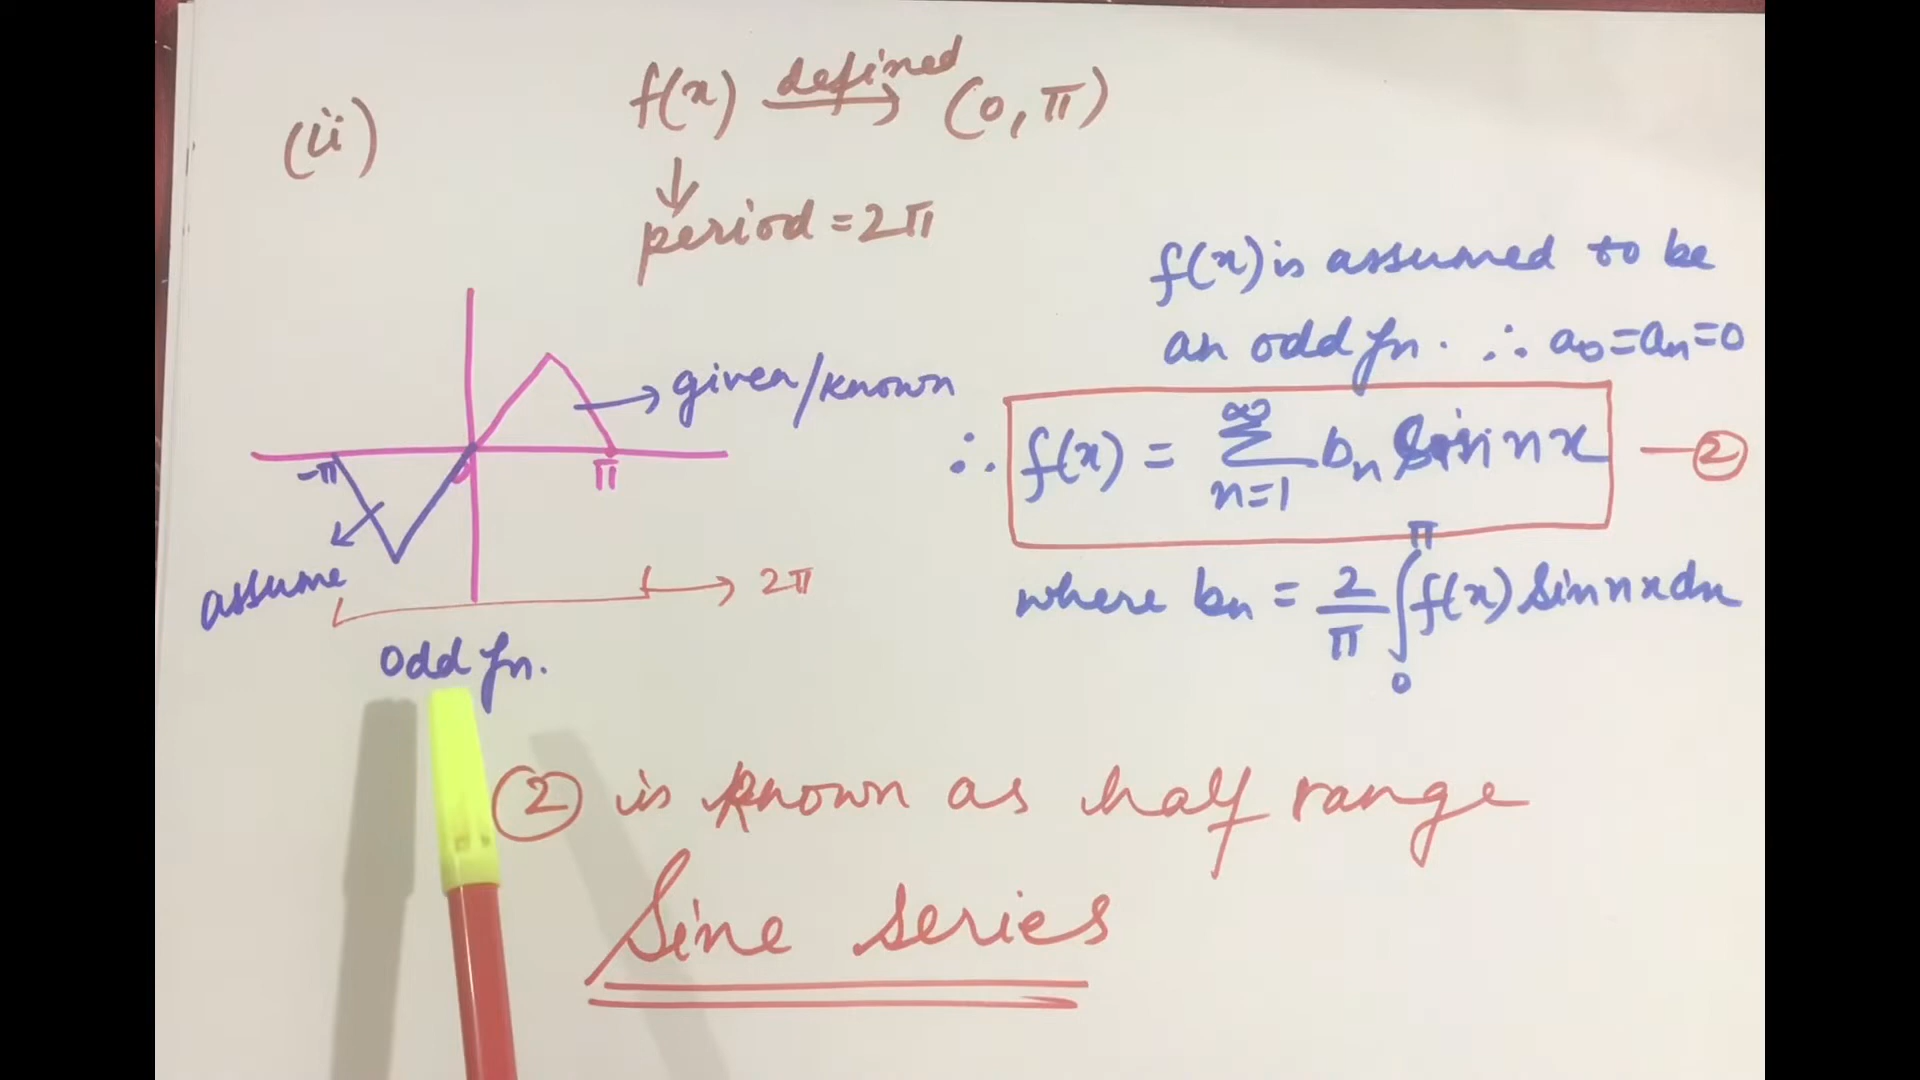 (ii)
f(x) defined → (0, π)
↓
period = 2π
f(x) is assumed to be
an odd fn. ∴ a₀ = aₙ = 0
→ given/known
-π
π
∴ f(x) = ∞ Σ n=1 bₙ Sin nx — ②
assume
→ 2π
where bₙ = 2/π ∫₀^π f(x) Sin nx dx
odd fn.
② is known as half range
Sine series